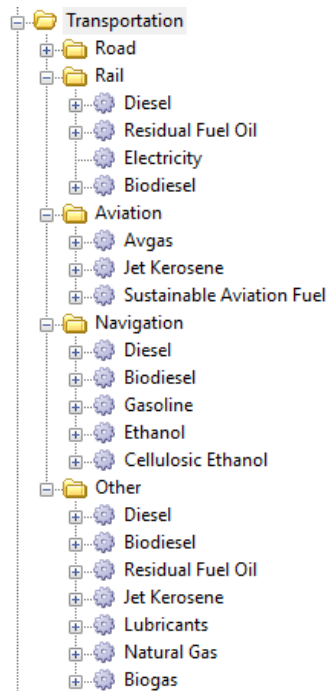 Transportation
Road
Rail
Diesel
Residual Fuel Oil
Electricity
Biodiesel
Aviation
Avgas
Jet Kerosene
Sustainable Aviation Fuel
Navigation
Diesel
Biodiesel
Gasoline
Ethanol
Cellulosic Ethanol
Other
Diesel
Biodiesel
Residual Fuel Oil
Jet Kerosene
Lubricants
Natural Gas
Biogas